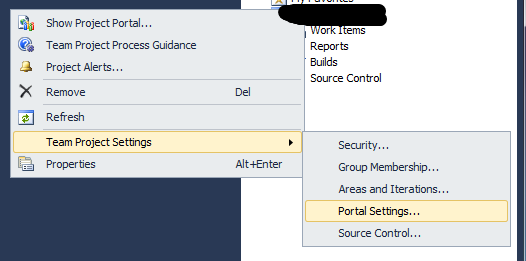 My Favorites
Work Items
Reports
Builds
Source Control
Show Project Portal...
Team Project Process Guidance
Project Alerts...
Remove Del
Refresh
Team Project Settings
Properties Alt+Enter
Security...
Group Membership...
Areas and Iterations...
Portal Settings...
Source Control...